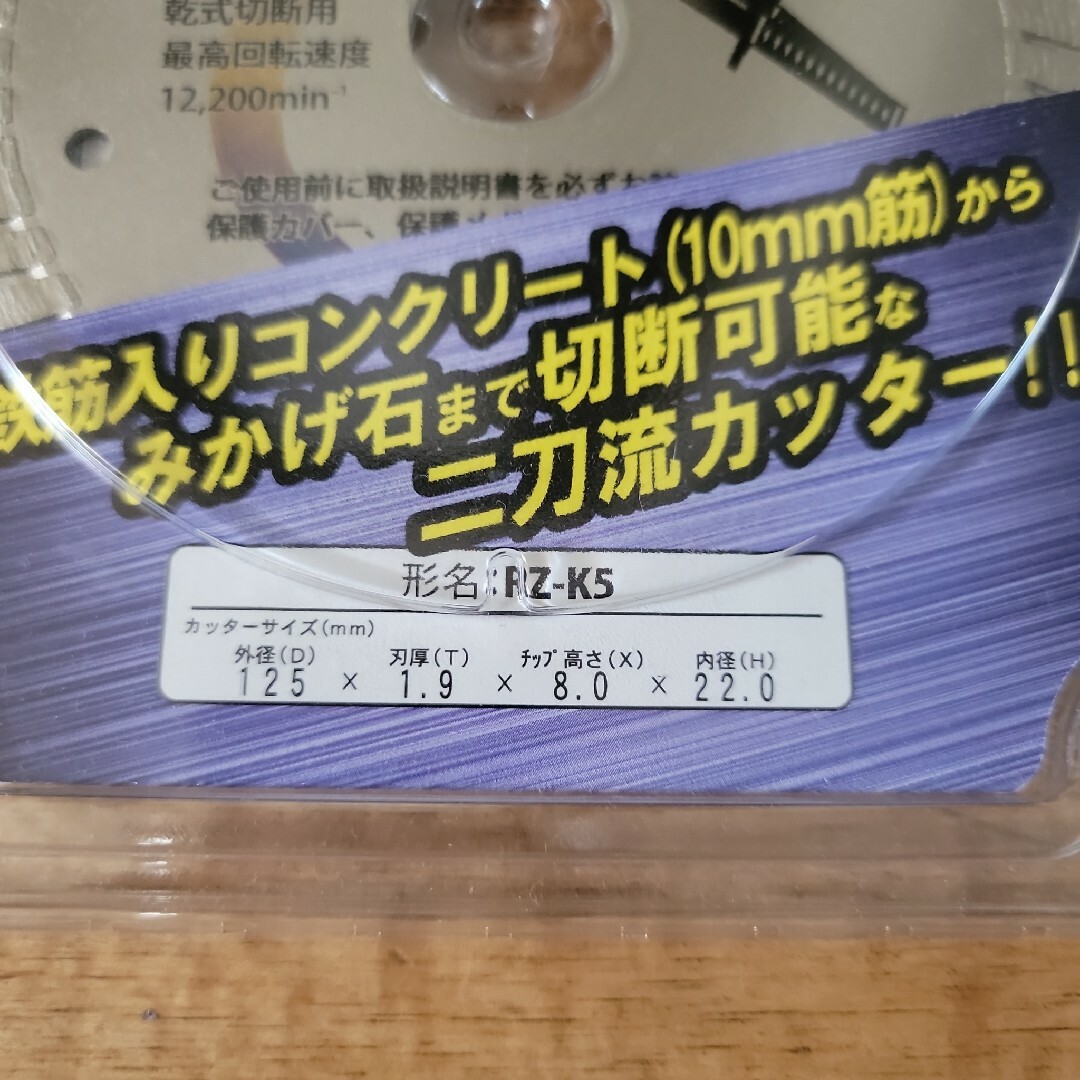 乾式切断用
最高回転速度
12,200min⁻¹
ご使用前に取扱説明書を必ずお
保護カバー、保護メ
鉄筋入りコンクリート(10mm筋)から
みかげ石まで切断可能な
二刀流カッター!!
形名:RZ-K5
カッターサイズ(mm)
外径(D) 刃厚(T) チップ高さ(X) 内径(H)
125 × 1.9 × 8.0 × 22.0